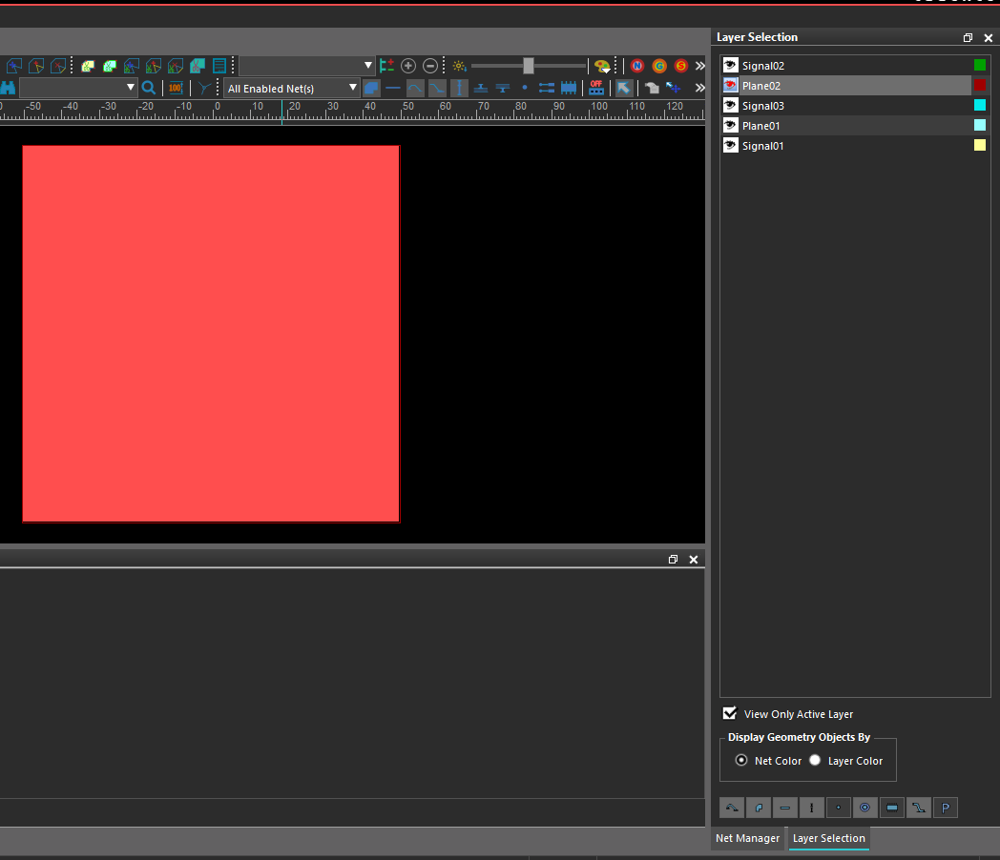 Layer Selection
Signal02
Plane02
Signal03
Plane01
Signal01
All Enabled Net(s)
-50 -40 -30 -20 -10 0 10 20 30 40 50 60 70 80 90 100 110 120
N G S
100
OFF
View Only Active Layer
Display Geometry Objects By
Net Color Layer Color
P
Net Manager Layer Selection